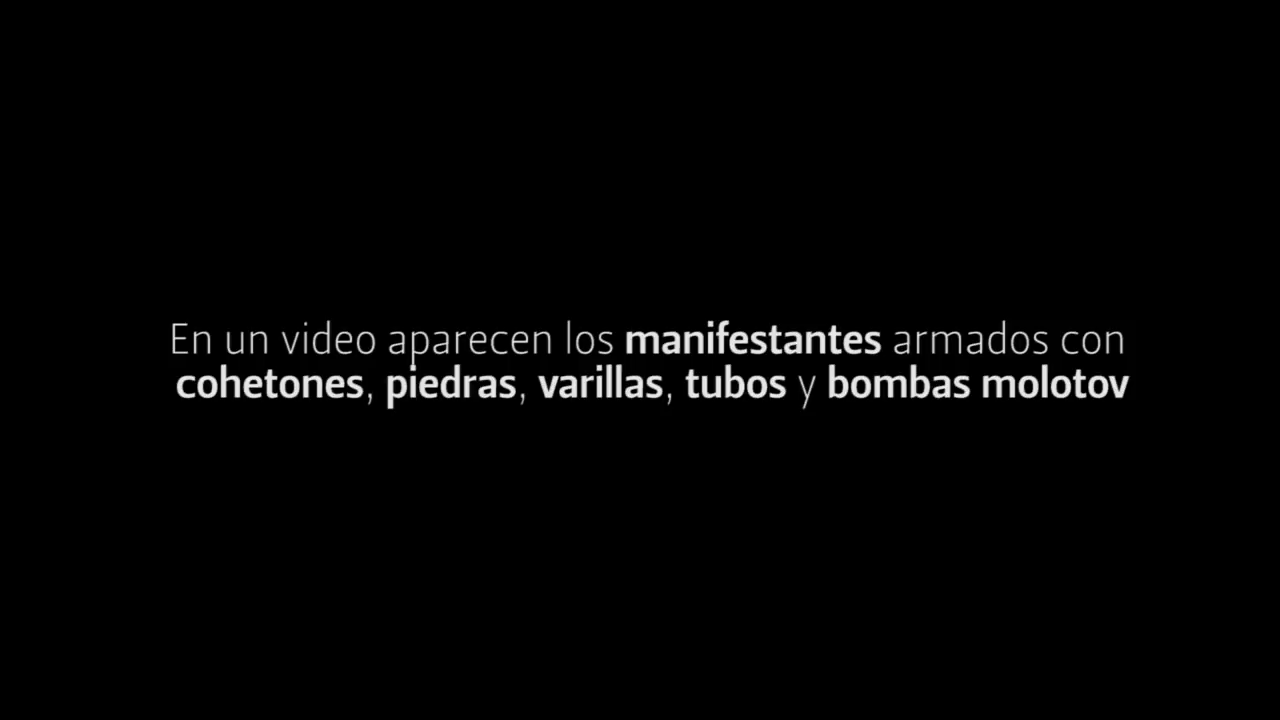 En un video aparecen los manifestantes armados con
cohetones, piedras, varillas, tubos y bombas molotov